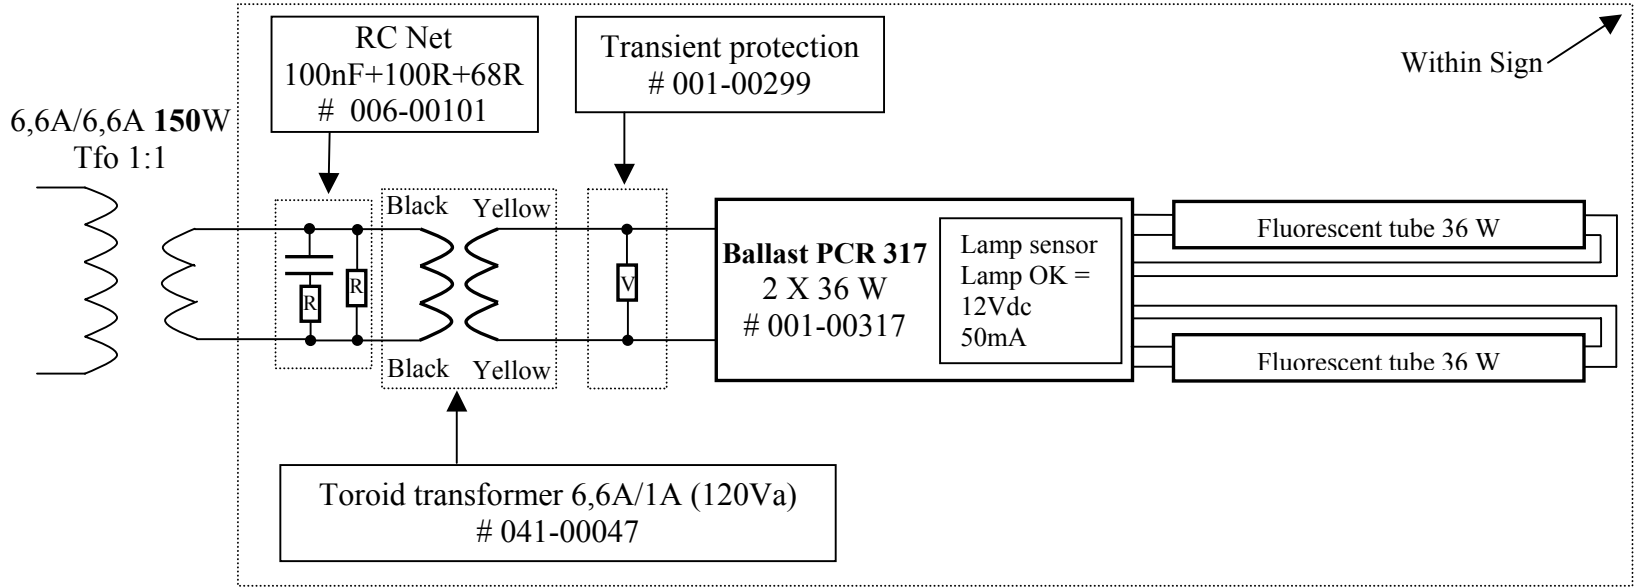 RC Net
100nF+100R+68R
# 006-00101
Transient protection
# 001-00299
Within Sign
6,6A/6,6A 150W
Tfo 1:1
Black
Yellow
R
R
V
Black
Yellow
Ballast PCR 317
2 X 36 W
# 001-00317
Lamp sensor
Lamp OK =
12Vdc
50mA
Fluorescent tube 36 W
Fluorescent tube 36 W
Toroid transformer 6,6A/1A (120Va)
# 041-00047